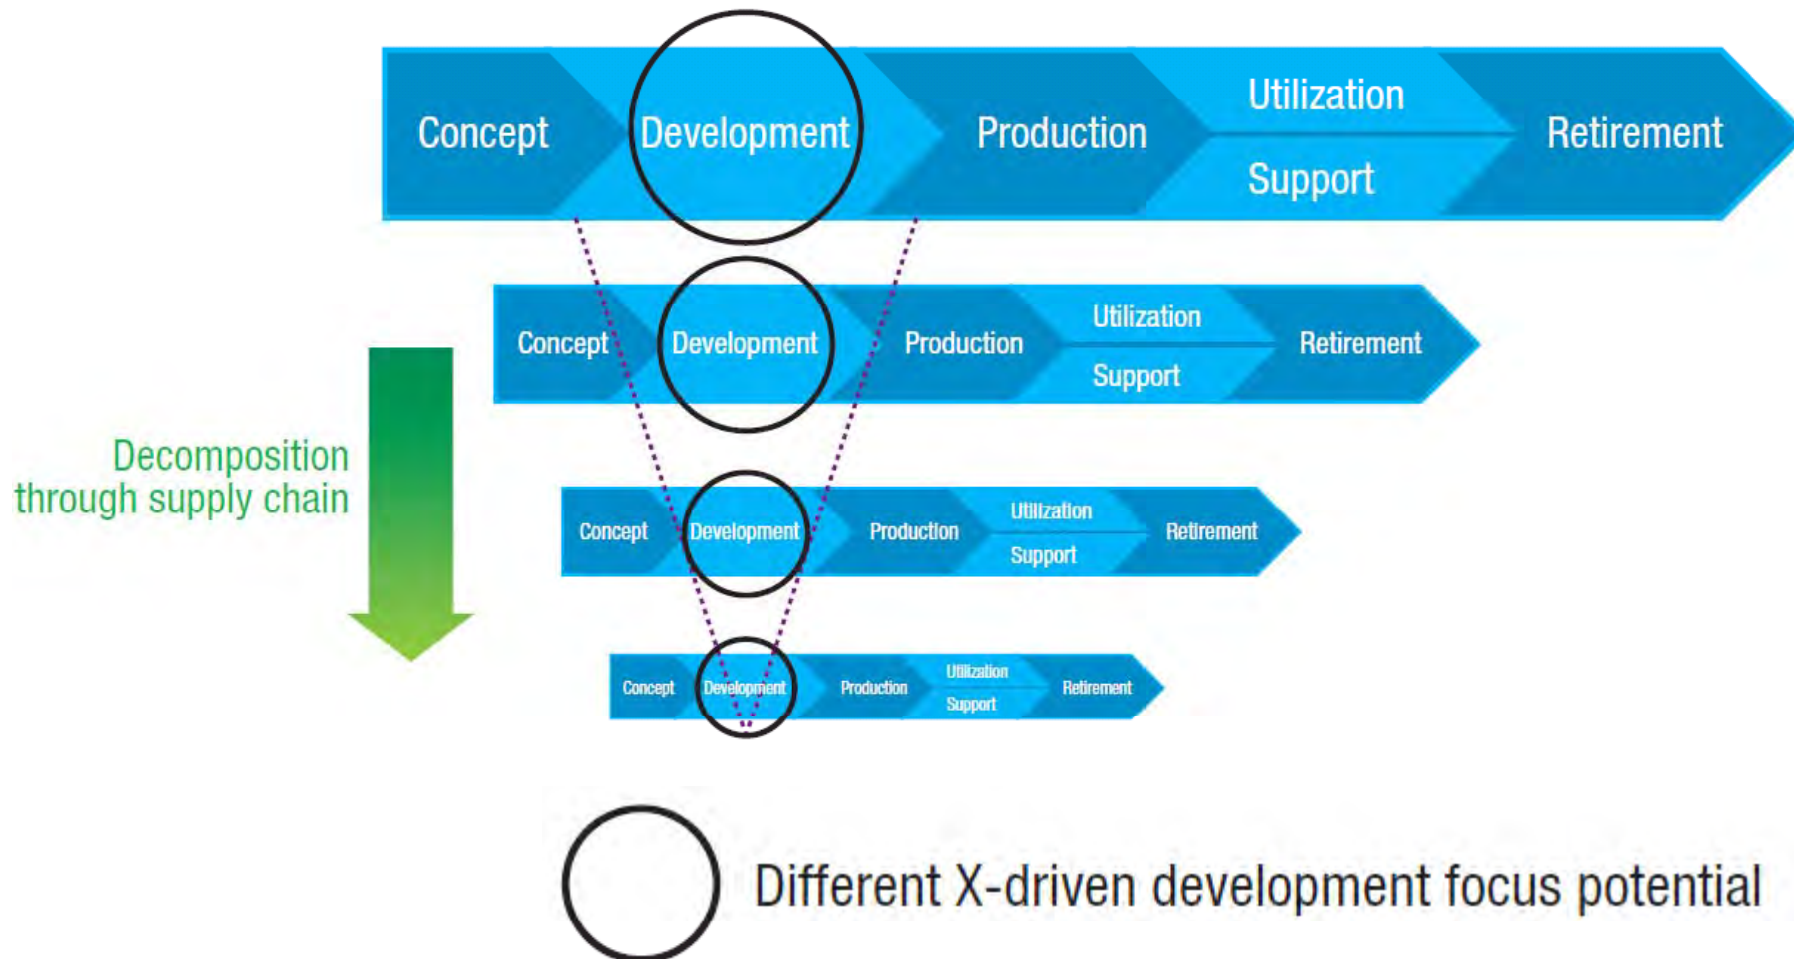 Concept
Development
Production
Utilization
Support
Retirement
Concept
Development
Production
Utilization
Support
Retirement
Decomposition
through supply chain
Concept
Development
Production
Utilization
Support
Retirement
Concept
Development
Production
Utilization
Support
Retirement
Different X-driven development focus potential